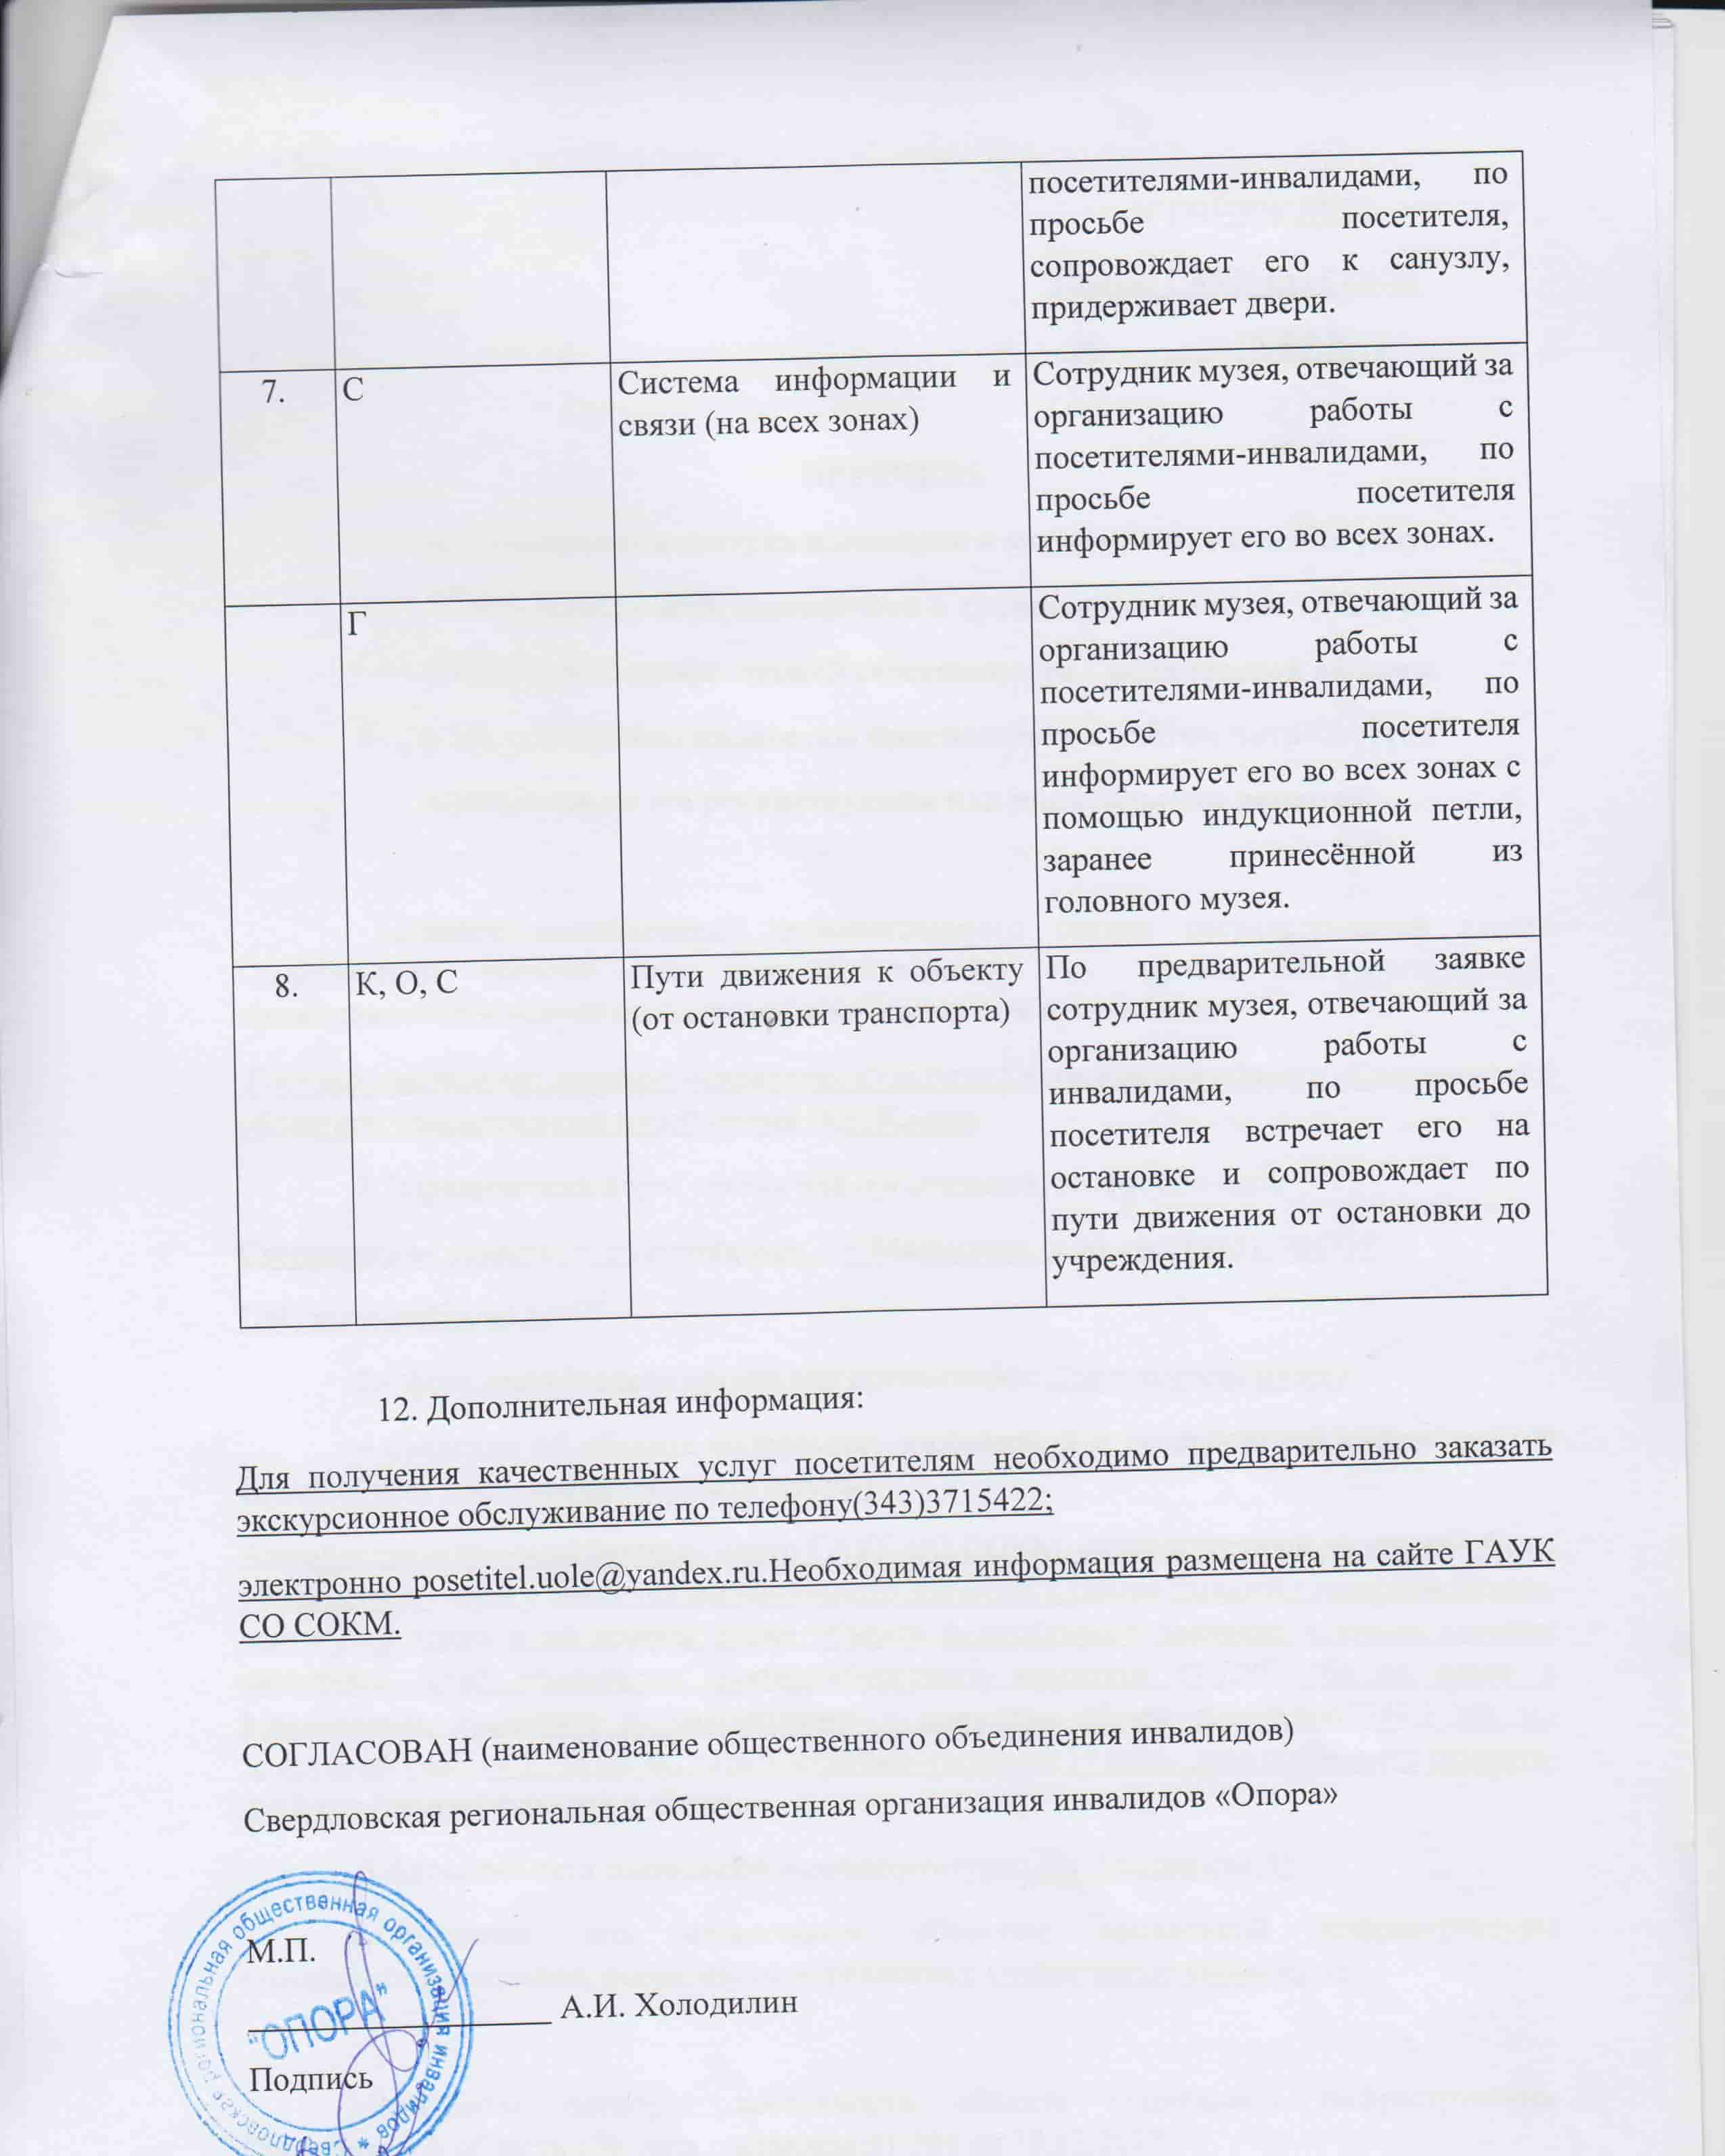 посетителями-инвалидами, по
просьбе посетителя,
сопровождает его к санузлу,
придерживает двери.
7.
С
Система информации и
связи (на всех зонах)
Сотрудник музея, отвечающий за
организацию работы с
посетителями-инвалидами, по
просьбе посетителя
информирует его во всех зонах.
Г
Сотрудник музея, отвечающий за
организацию работы с
посетителями-инвалидами, по
просьбе посетителя
информирует его во всех зонах с
помощью индукционной петли,
заранее принесённой из
головного музея.
8.
К, О, С
Пути движения к объекту
(от остановки транспорта)
По предварительной заявке
сотрудник музея, отвечающий за
организацию работы с
инвалидами, по просьбе
посетителя встречает его на
остановке и сопровождает по
пути движения от остановки до
учреждения.
12. Дополнительная информация:
Для получения качественных услуг посетителям необходимо предварительно заказать
экскурсионное обслуживание по телефону(343)3715422;
электронно posetitel.uole@yandex.ru.Необходимая информация размещена на сайте ГАУК
СО СОКМ.
СОГЛАСОВАН (наименование общественного объединения инвалидов)
Свердловская региональная общественная организация инвалидов «Опора»
М.П.
А.И. Холодилин
Подпись
Свердловская региональная общественная организация инвалидов *
"ОПОРА"